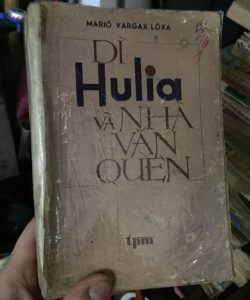 MARIÔ VARGAX LÔXA
DÌ
Hulia
VÀ NHÀ
VĂN
QUÈN
tpm